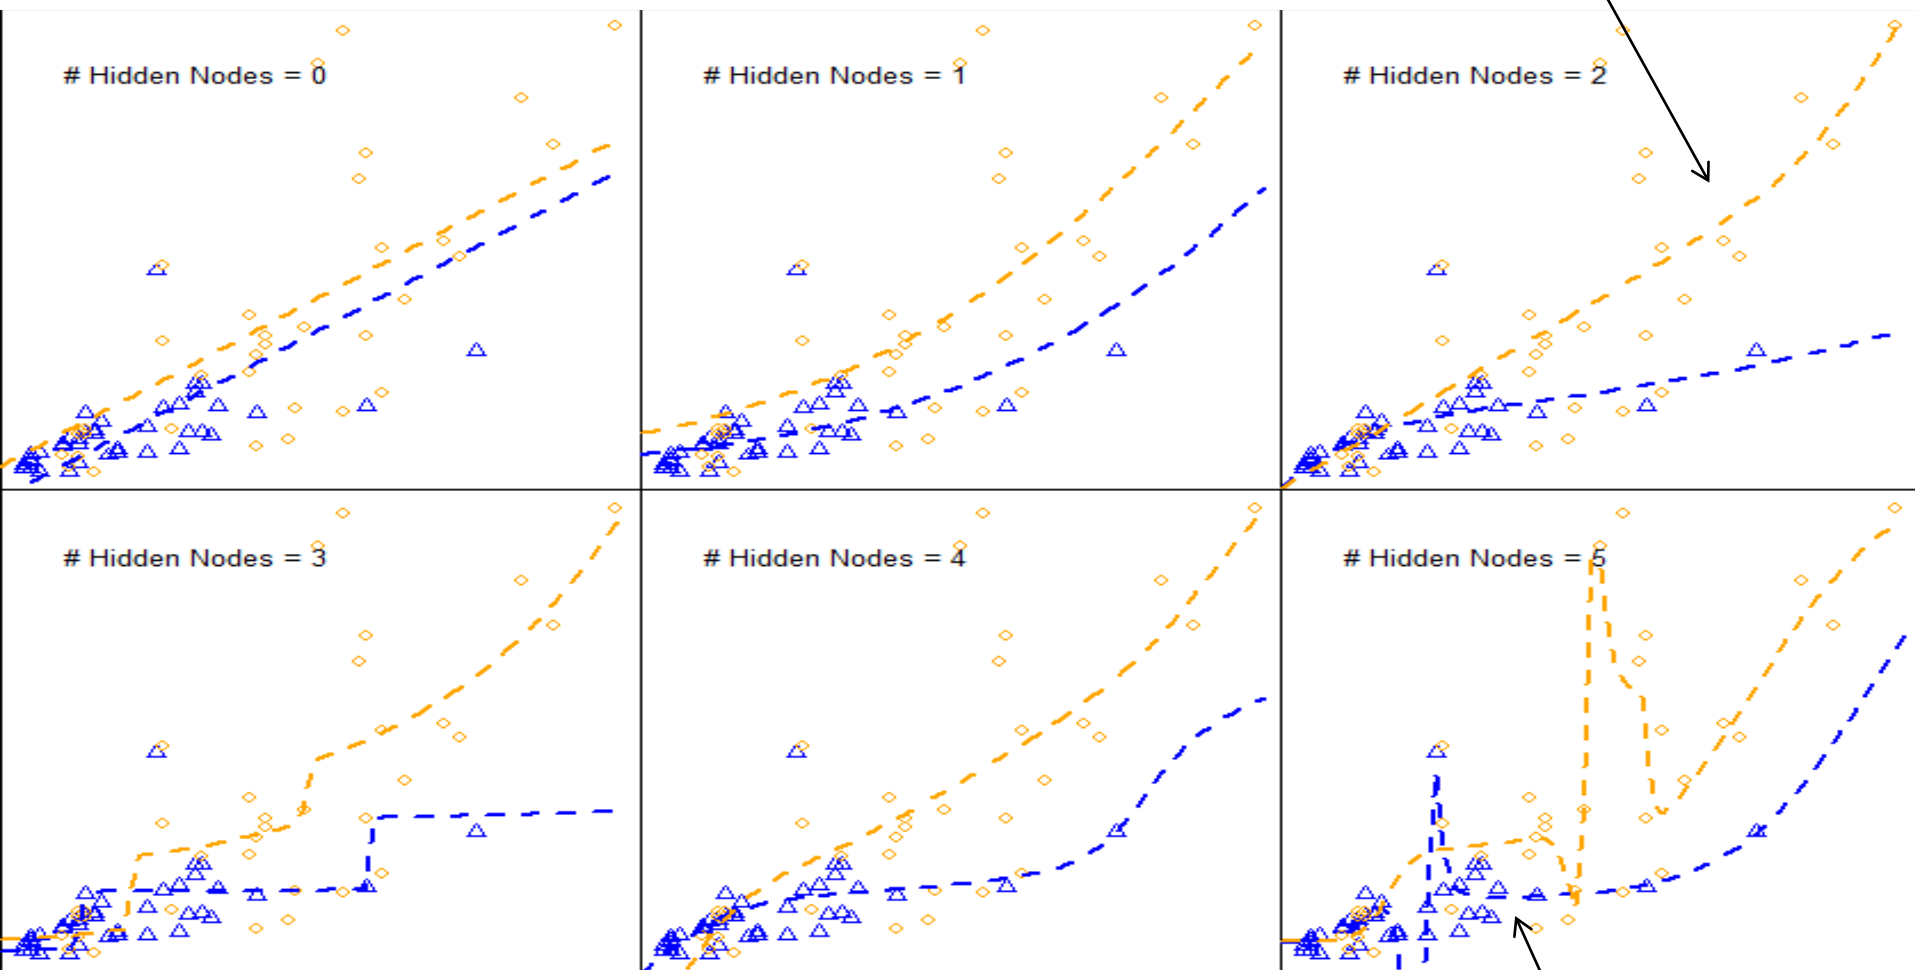 # Hidden Nodes = 0
# Hidden Nodes = 1
# Hidden Nodes = 2
# Hidden Nodes = 3
# Hidden Nodes = 4
# Hidden Nodes = 5